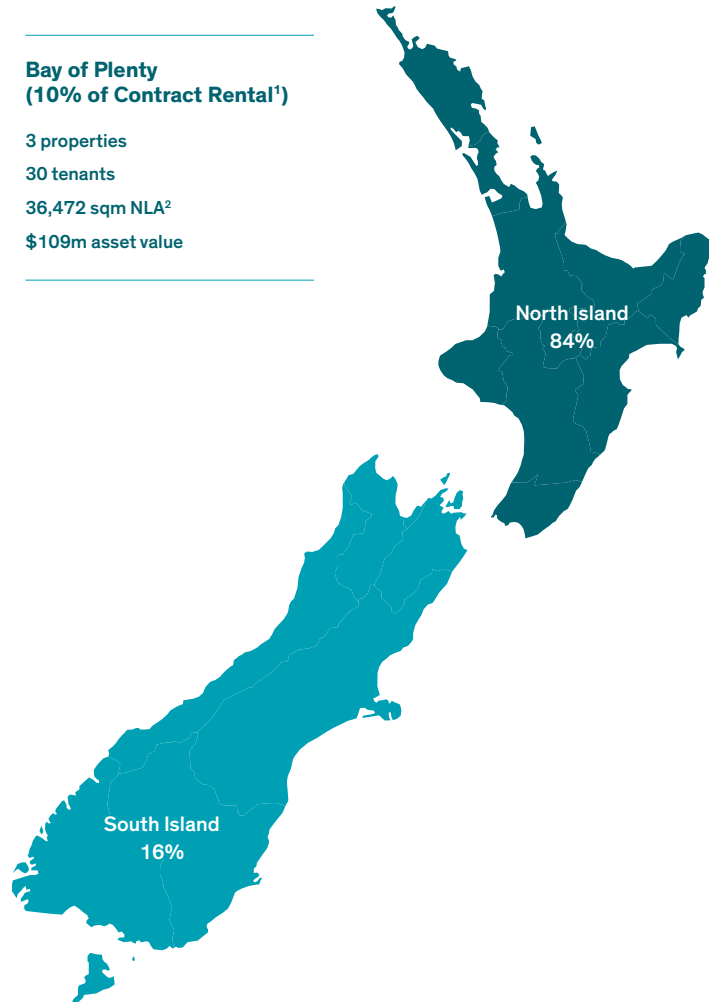 Bay of Plenty
(10% of Contract Rental¹)
3 properties
30 tenants
36,472 sqm NLA²
$109m asset value
North Island
84%
South Island
16%